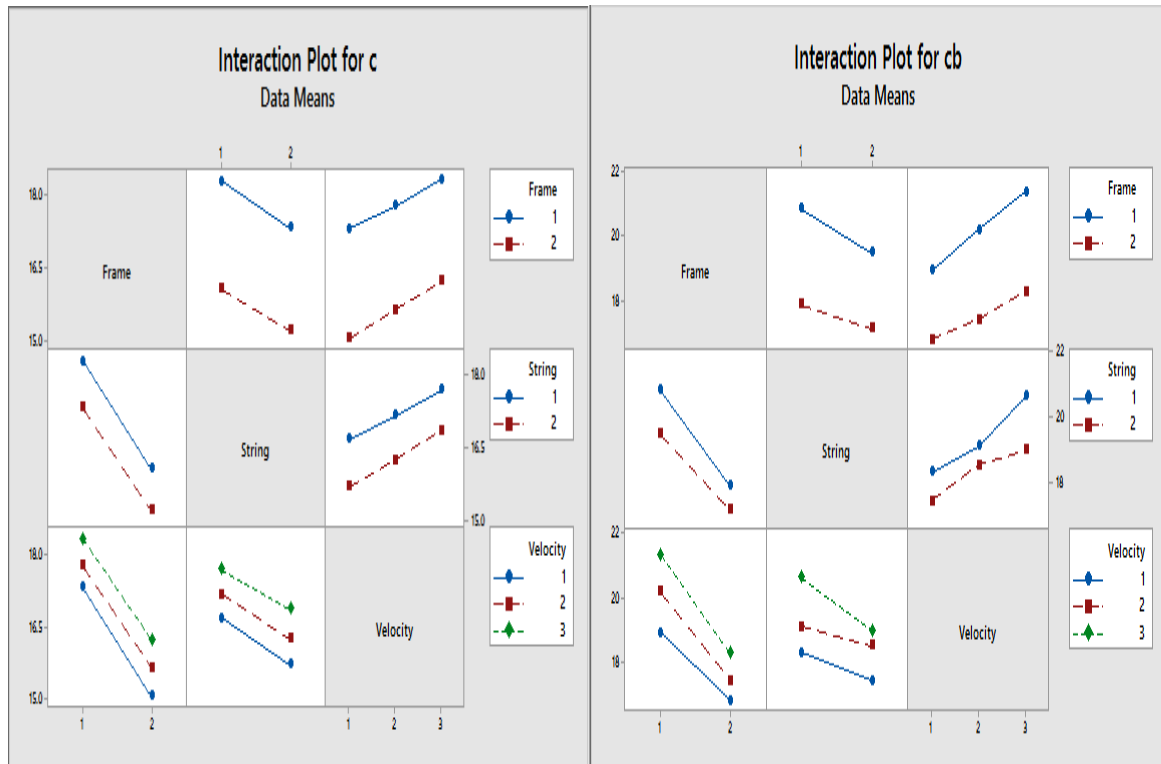 Interaction Plot for c
Data Means
1 2
18.0
16.5
15.0
Frame
Frame
1
2
String
18.0
16.5
15.0
String
1
2
18.0
16.5
15.0
Velocity
Velocity
1
2
3
1 2
1 2 3
Interaction Plot for cb
Data Means
1 2
22
20
18
Frame
Frame
1
2
String
22
20
18
String
1
2
22
20
18
Velocity
Velocity
1
2
3
1 2
1 2 3